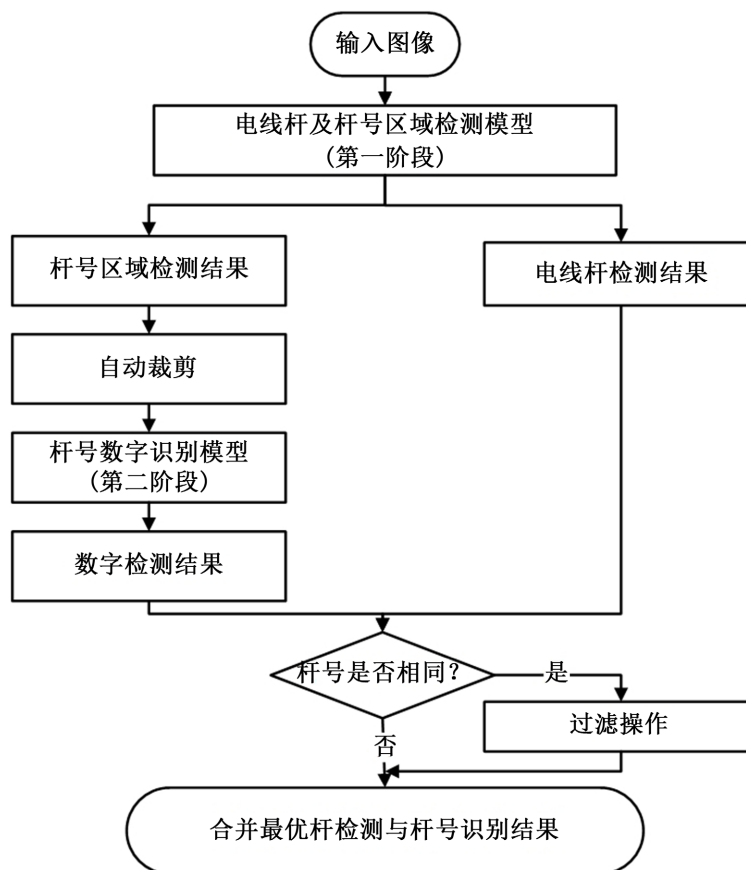 输入图像
电线杆及杆号区域检测模型
(第一阶段)
杆号区域检测结果
电线杆检测结果
自动裁剪
杆号数字识别模型
(第二阶段)
数字检测结果
杆号是否相同?
是
过滤操作
否
合并最优杆检测与杆号识别结果